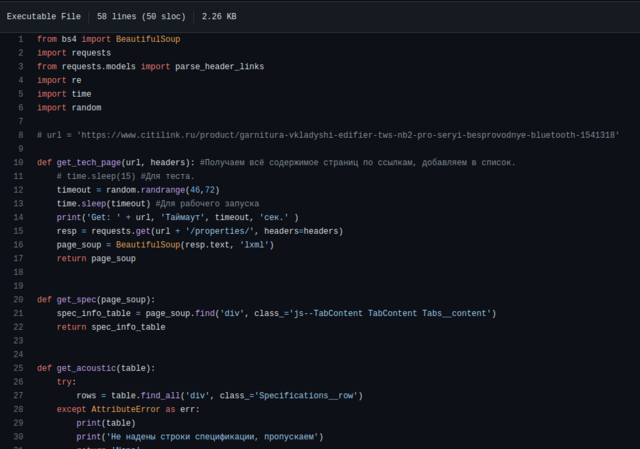 Executable File 58 lines (50 sloc) 2.26 KB
1 from bs4 import BeautifulSoup
2 import requests
3 from requests.models import parse_header_links
4 import re
5 import time
6 import random
7
8 # url = 'https://www.citilink.ru/product/garnitura-vkladyshi-edifier-tws-nb2-pro-seryi-besprovodnye-bluetooth-1541318'
9
10 def get_tech_page(url, headers): #Получаем всё содержимое страниц по ссылкам, добавляем в список.
11     # time.sleep(15) #Для теста.
12     timeout = random.randrange(46,72)
13     time.sleep(timeout) #Для рабочего запуска
14     print('Get: ' + url, 'Таймаут', timeout, 'сек.' )
15     resp = requests.get(url + '/properties/', headers=headers)
16     page_soup = BeautifulSoup(resp.text, 'lxml')
17     return page_soup
18
19
20 def get_spec(page_soup):
21     spec_info_table = page_soup.find('div', class_='js--TabContent TabContent Tabs__content')
22     return spec_info_table
23
24
25 def get_acoustic(table):
26     try:
27         rows = table.find_all('div', class_='Specifications__row')
28     except AttributeError as err:
29         print(table)
30         print('Не надены строки спецификации, пропускаем')
31         return 'None'